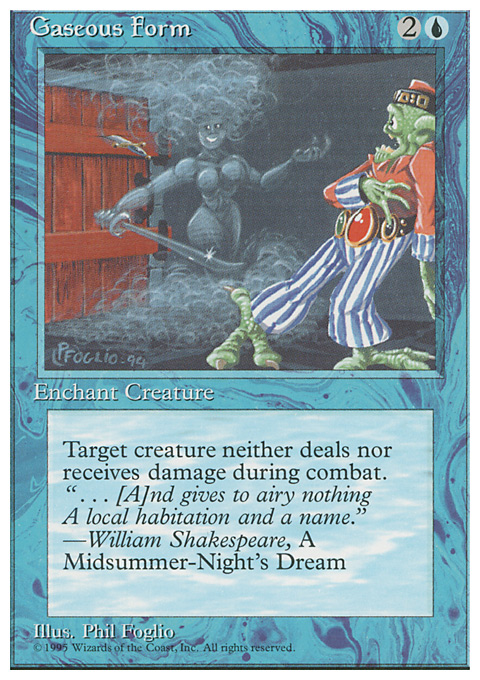 Gaseous Form
2
PFOGLIO-94
Enchant Creature
Target creature neither deals nor
receives damage during combat.
“ . . . [A]nd gives to airy nothing
A local habitation and a name.”
—William Shakespeare, A
Midsummer-Night's Dream
Illus. Phil Foglio
© 1995 Wizards of the Coast, Inc. All rights reserved.